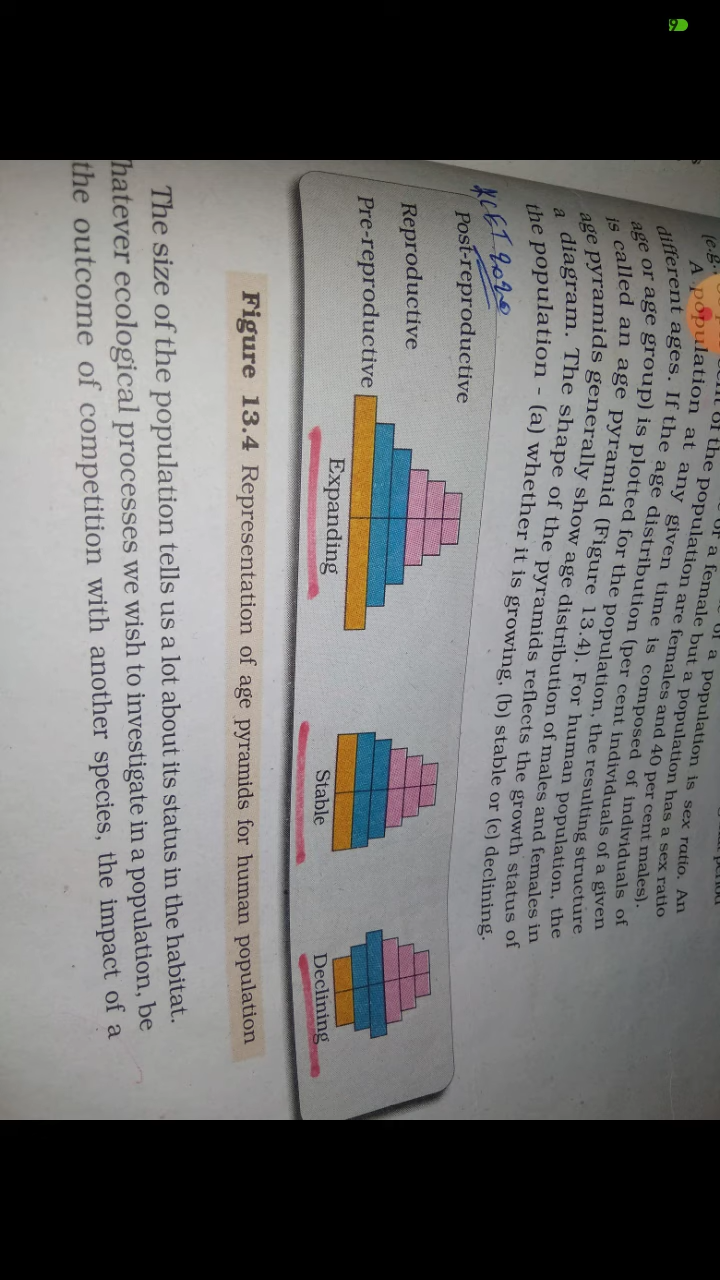 (e.g.
of a population is sex ratio. An
different ages. If the age distribution (per cent individuals of a given
A population at any given time is composed of individuals of
age or age group) is plotted for the population, the resulting structure
is called an age pyramid (Figure 13.4). For human population, the
age pyramids generally show age distribution of males and females in
a diagram. The shape of the pyramids reflects the growth status of
the population - (a) whether it is growing, (b) stable or (c) declining.
KCET 2020
Post-reproductive
Reproductive
Pre-reproductive
Expanding
Stable
Declining
Figure 13.4 Representation of age pyramids for human population
The size of the population tells us a lot about its status in the habitat.
hatever ecological processes we wish to investigate in a population, be
the outcome of competition with another species, the impact of a